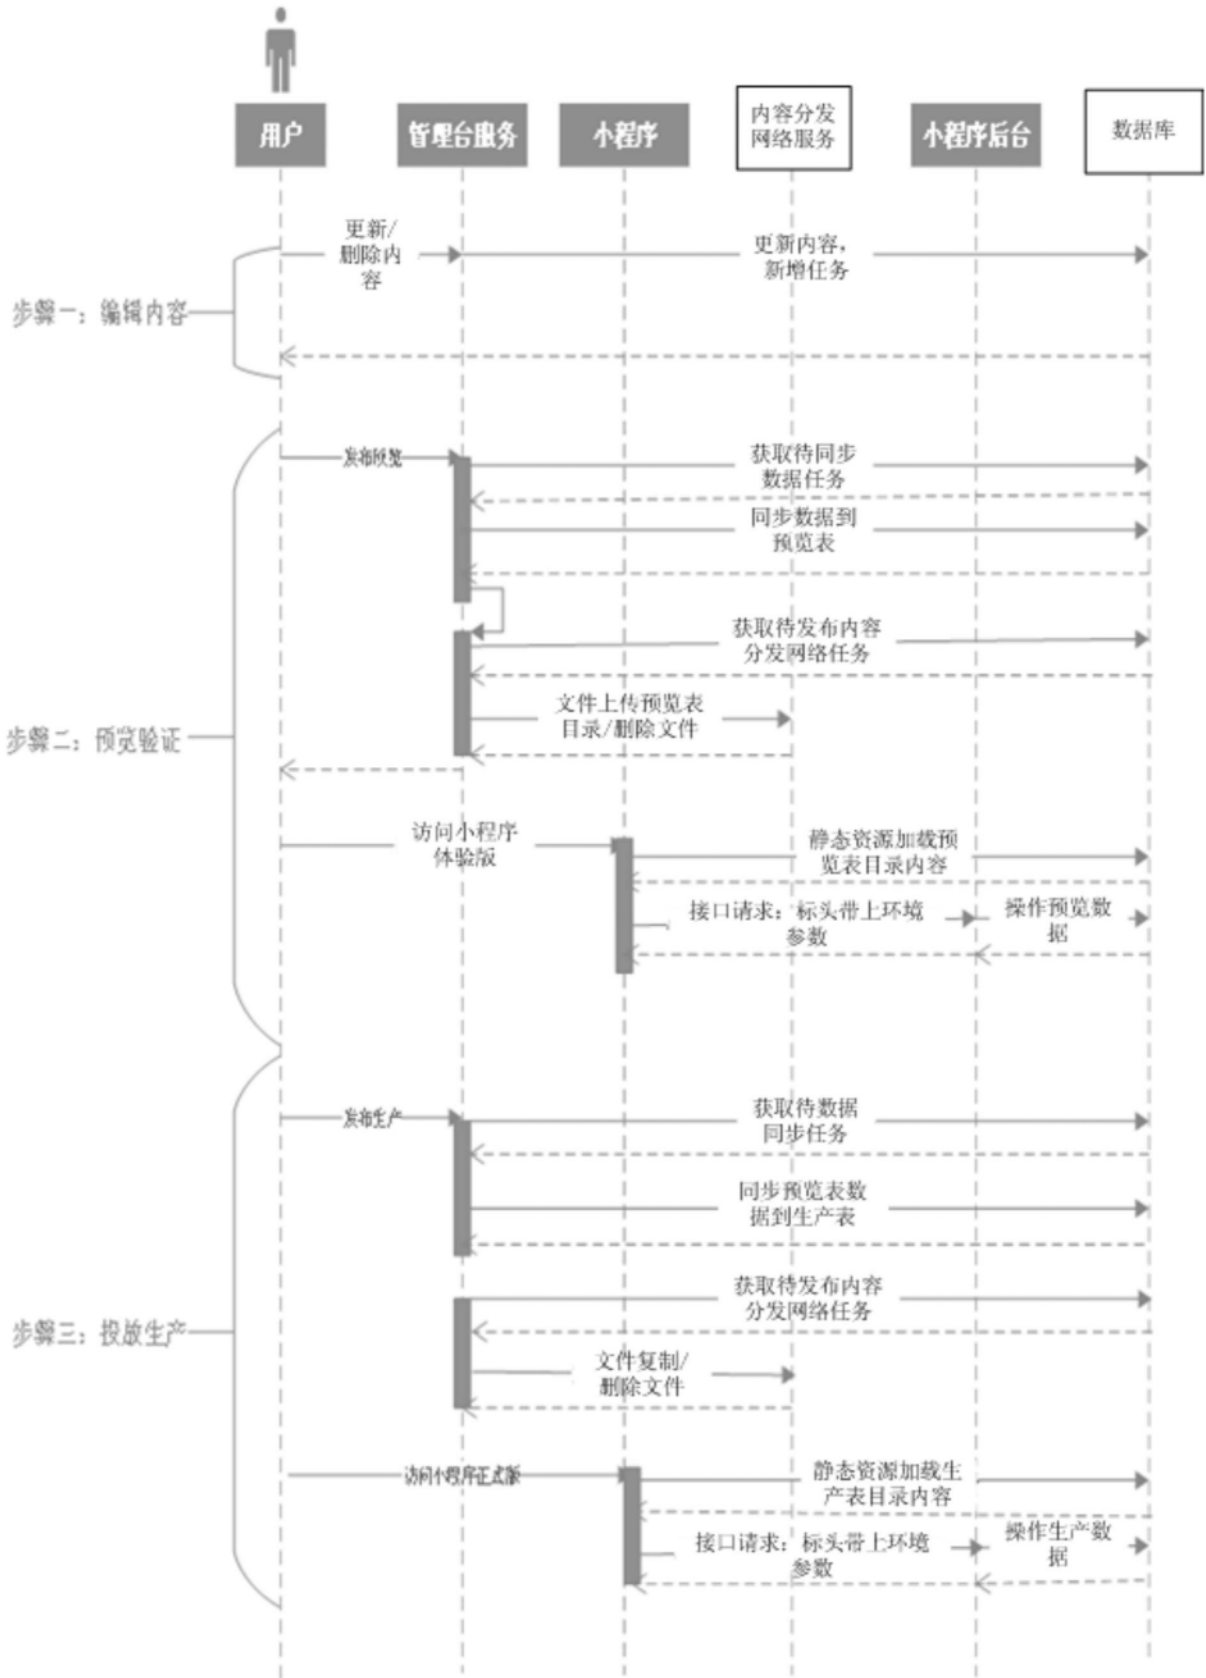 用户
管理台服务
小程序
内容分发
网络服务
小程序后台
数据库
更新/
删除内
容
更新内容，
新增任务
步骤一：编辑内容
发布预览
获取待同步
数据任务
同步数据到
预览表
获取待发布内容
分发网络任务
文件上传预览表
目录/删除文件
步骤二：预览验证
访问小程序
体验版
静态资源加载预
览表目录内容
接口请求：标头带上环境
参数
操作预览数
据
发布生产
获取待数据
同步任务
同步预览表数
据到生产表
获取待发布内容
分发网络任务
步骤三：投放生产
文件复制/
删除文件
访问小程序正式版
静态资源加载生
产表目录内容
接口请求：标头带上环境
参数
操作生产数
据